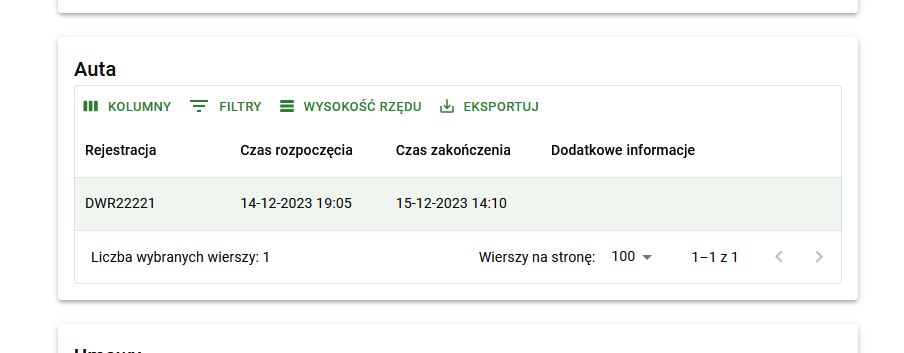 Auta
KOLUMNY FILTRY WYSOKOŚĆ RZĘDU EKSPORTUJ
Rejestracja Czas rozpoczęcia Czas zakończenia Dodatkowe informacje
DWR22221 14-12-2023 19:05 15-12-2023 14:10
Liczba wybranych wierszy: 1 Wierszy na stronę: 100 1–1 z 1